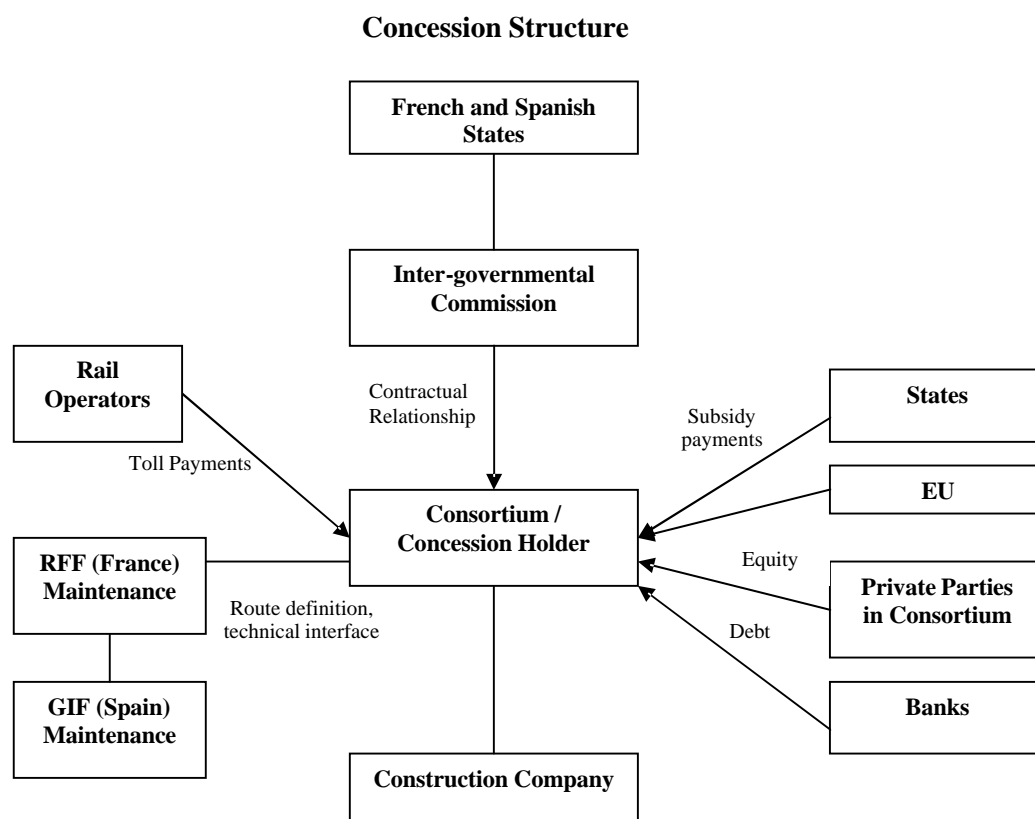 Concession Structure
French and Spanish
States
Inter-governmental
Commission
Rail
Operators
Contractual
Relationship
States
Subsidy
payments
Toll Payments
EU
Consortium /
Concession Holder
RFF (France)
Maintenance
Equity
Private Parties
in Consortium
Route definition,
technical interface
Debt
GIF (Spain)
Maintenance
Banks
Construction Company